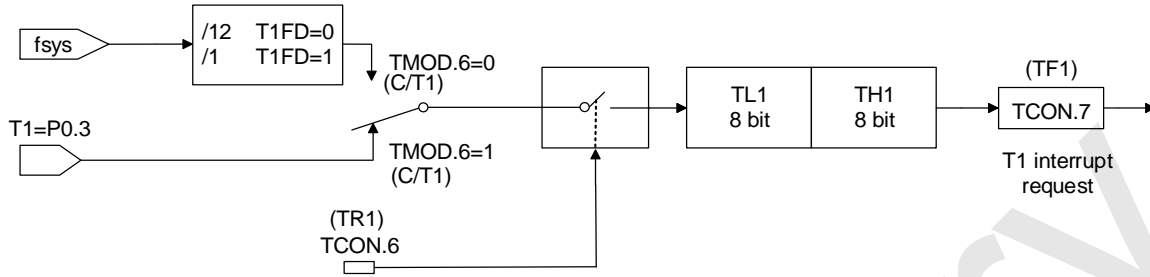 fsys
/12 T1FD=0
/1 T1FD=1
TMOD.6=0
(C/T1)
T1=P0.3
TMOD.6=1
(C/T1)
(TR1)
TCON.6
TL1
8 bit
TH1
8 bit
(TF1)
TCON.7
T1 interrupt
request